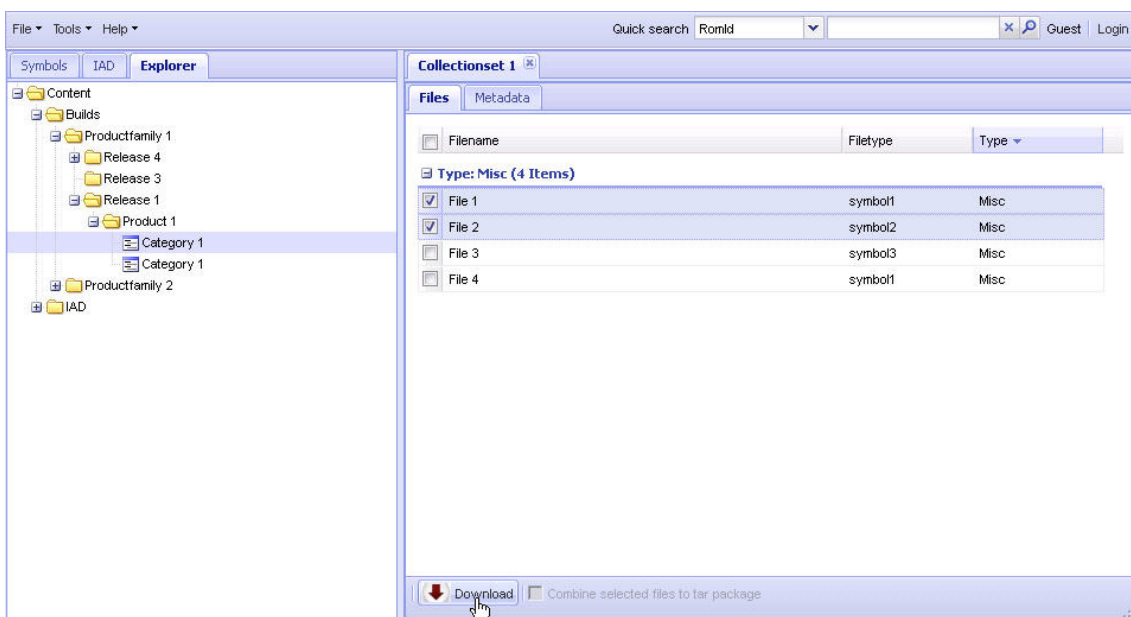 File Tools Help Quick search RomId Guest Login
Symbols IAD Explorer
Content
Builds
Productfamily 1
Release 4
Release 3
Release 1
Product 1
Category 1
Category 1
Productfamily 2
IAD
Collectionset 1
Files Metadata
Filename Filetype Type
Type: Misc (4 Items)
File 1 symbol1 Misc
File 2 symbol2 Misc
File 3 symbol3 Misc
File 4 symbol1 Misc
Download Combine selected files to tar package